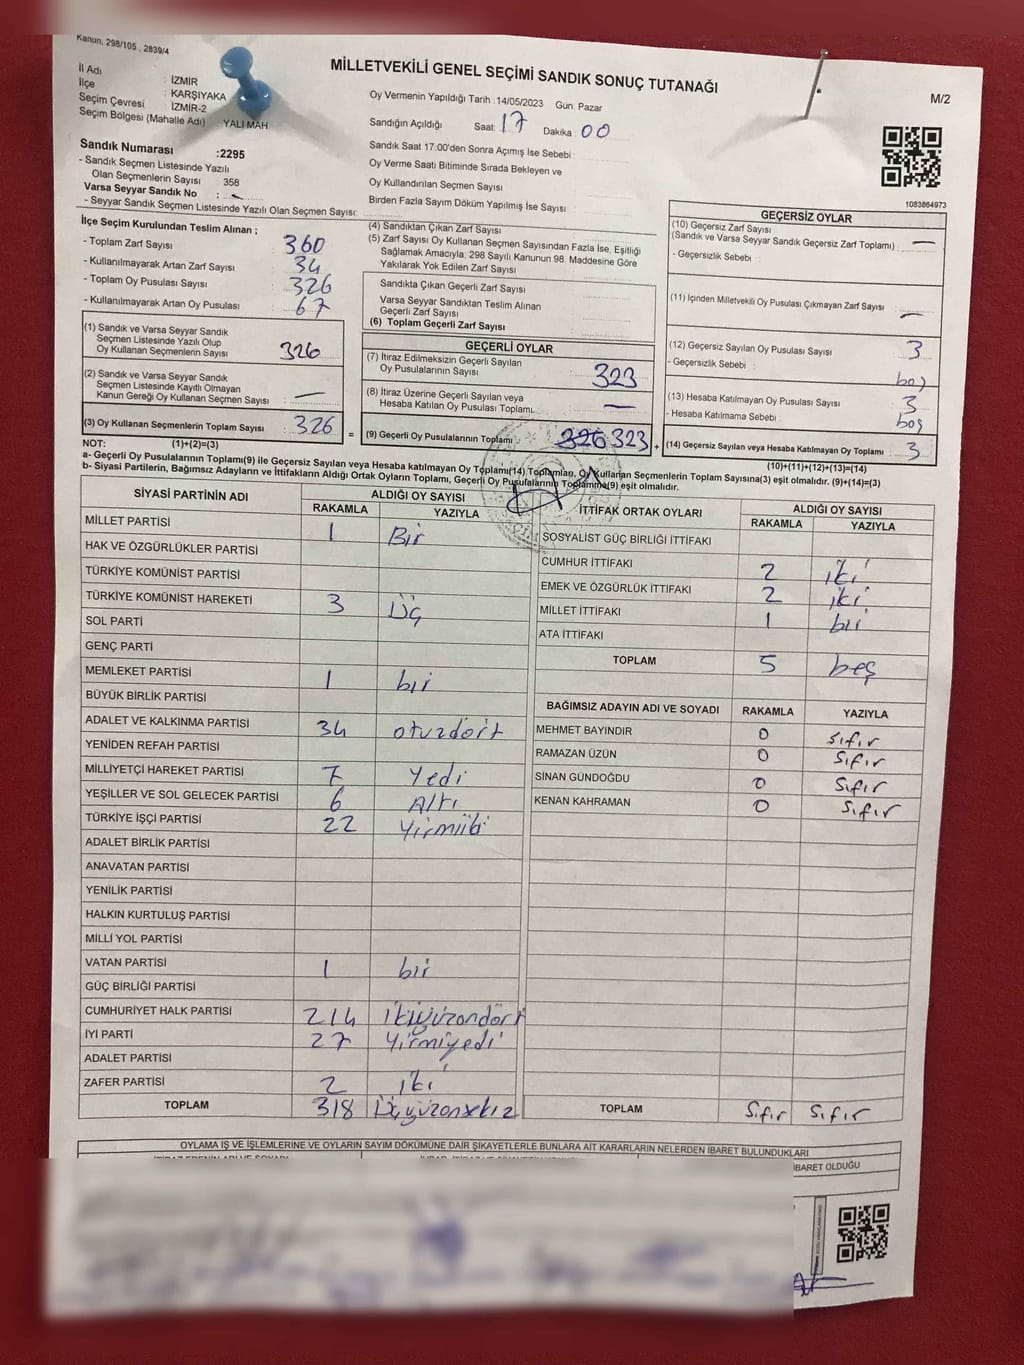 Kanun, 298/105 , 2839/4
MİLLETVEKİLİ GENEL SEÇİMİ SANDIK SONUÇ TUTANAĞI
M/2
İl Adı : İZMİR
İlçe : KARŞIYAKA
Seçim Çevresi : İZMİR-2
Seçim Bölgesi (Mahalle Adı) YALI MAH
Oy Vermenin Yapıldığı Tarih :14/05/2023 Gün: Pazar
Sandığın Açıldığı Saat: 17 Dakika: 00
Sandık Saat 17:00'den Sonra Açımış İse Sebebi
Oy Verme Saati Bitiminde Sırada Bekleyen ve
Oy Kullandırılan Seçmen Sayısı
Birden Fazla Sayım Döküm Yapılmış İse Sayısı
Sandık Numarası :2295
- Sandık Seçmen Listesinde Yazılı
Olan Seçmenlerin Sayısı : 358
Varsa Seyyar Sandık No : -
- Seyyar Sandık Seçmen Listesinde Yazılı Olan Seçmen Sayısı:
1083864973
İlçe Seçim Kurulundan Teslim Alınan ;
- Toplam Zarf Sayısı 360
- Kullanılmayarak Artan Zarf Sayısı 34
- Toplam Oy Pusulası Sayısı 326
- Kullanılmayarak Artan Oy Pusulası 67
(1) Sandık ve Varsa Seyyar Sandık
Seçmen Listesinde Yazılı Olup
Oy Kullanan Seçmenlerin Sayısı 326
(2) Sandık ve Varsa Seyyar Sandık
Seçmen Listesinde Kayıtlı Olmayan
Kanun Gereği Oy Kullanan Seçmen Sayısı : —
(3) Oy Kullanan Seçmenlerin Toplam Sayısı 326 =
(4) Sandıktan Çıkan Zarf Sayısı
(5) Zarf Sayısı Oy Kullanan Seçmen Sayısından Fazla İse, Eşitliği
Sağlamak Amacıyla; 298 Sayılı Kanunun 98. Maddesine Göre
Yakılarak Yok Edilen Zarf Sayısı
Sandıkta Çıkan Geçerli Zarf Sayısı
Varsa Seyyar Sandıktan Teslim Alınan
Geçerli Zarf Sayısı
(6) Toplam Geçerli Zarf Sayısı
GEÇERLİ OYLAR
(7) İtiraz Edilmeksizin Geçerli Sayılan
Oy Pusulalarının Sayısı 323
(8) İtiraz Üzerine Geçerli Sayılan veya
Hesaba Katılan Oy Pusulası Toplamı —
(9) Geçerli Oy Pusulalarının Toplamı 326 323 +
GEÇERSİZ OYLAR
(10) Geçersiz Zarf Sayısı
(Sandık ve Varsa Seyyar Sandık Geçersiz Zarf Toplamı) —
- Geçersizlik Sebebi :
(11) İçinden Milletvekili Oy Pusulası Çıkmayan Zarf Sayısı —
(12) Geçersiz Sayılan Oy Pusulası Sayısı 3
- Geçersizlik Sebebi : boş
(13) Hesaba Katılmayan Oy Pusulası Sayısı 3
- Hesaba Katılmama Sebebi : boş
(14) Geçersiz Sayılan veya Hesaba Katılmayan Oy Toplamı 3
NOT: (1)+(2)=(3) (10)+(11)+(12)+(13)=(14)
a- Geçerli Oy Pusulalarının Toplamı(9) ile Geçersiz Sayılan veya Hesaba katılmayan Oy Toplamı(14) Toplamları, Oy Kullanan Seçmenlerin Toplam Sayısına(3) eşit olmalıdır. (9)+(14)=(3)
b- Siyasi Partilerin, Bağımsız Adayların ve İttifakların Aldığı Ortak Oyların Toplamı, Geçerli Oy Pusulalarının Toplamına(9) eşit olmalıdır.
SİYASİ PARTİNİN ADI ALDIĞI OY SAYISI
RAKAMLA YAZIYLA
MİLLET PARTİSİ 1 Bir
HAK VE ÖZGÜRLÜKLER PARTİSİ
TÜRKİYE KOMÜNİST PARTİSİ
TÜRKİYE KOMÜNİST HAREKETİ 3 Üç
SOL PARTİ
GENÇ PARTİ
MEMLEKET PARTİSİ 1 bir
BÜYÜK BİRLİK PARTİSİ
ADALET VE KALKINMA PARTİSİ 34 otuzdört
YENİDEN REFAH PARTİSİ
MİLLİYETÇİ HAREKET PARTİSİ 7 Yedi
YEŞİLLER VE SOL GELECEK PARTİSİ 6 Altı
TÜRKİYE İŞÇİ PARTİSİ 22
ADALET BİRLİK PARTİSİ
ANAVATAN PARTİSİ
YENİLİK PARTİSİ
HALKIN KURTULUŞ PARTİSİ
MİLLİ YOL PARTİSİ
VATAN PARTİSİ 1 bir
GÜÇ BİRLİĞİ PARTİSİ
CUMHURİYET HALK PARTİSİ 214 ikiyüzondört
İYİ PARTİ 27 Yirmiyedi
ADALET PARTİSİ
ZAFER PARTİSİ 2 iki
TOPLAM 318 Üçyüzonsekiz
İTTİFAK ORTAK OYLARI ALDIĞI OY SAYISI
RAKAMLA YAZIYLA
SOSYALİST GÜÇ BİRLİĞİ İTTİFAKI
CUMHUR İTTİFAKI 2 iki
EMEK VE ÖZGÜRLÜK İTTİFAKI 2 iki
MİLLET İTTİFAKI 1 bir
ATA İTTİFAKI
TOPLAM 5 beş
BAĞIMSIZ ADAYIN ADI VE SOYADI RAKAMLA YAZIYLA
MEHMET BAYINDIR 0 Sıfır
RAMAZAN ÜZÜN 0 Sıfır
SİNAN GÜNDOĞDU 0 Sıfır
KENAN KAHRAMAN 0 Sıfır
TOPLAM Sıfır Sıfır
OYLAMA İŞ VE İŞLEMLERİNE VE OYLARIN SAYIM DÖKÜMÜNE DAİR ŞİKAYETLERLE BUNLARA AİT KARARLARIN NELERDEN İBARET BULUNDUKLARI
İBARET OLDUĞU